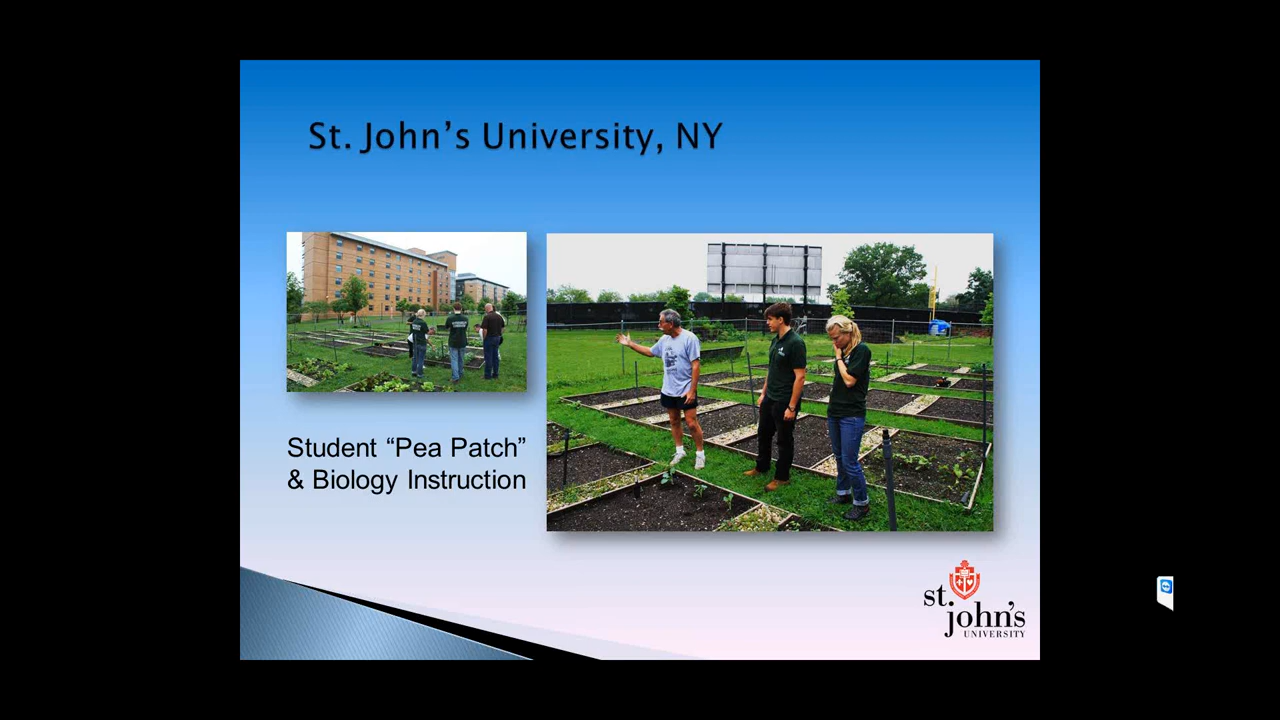 St. John’s University, NY
Student “Pea Patch”
& Biology Instruction
st.
john’s
UNIVERSITY